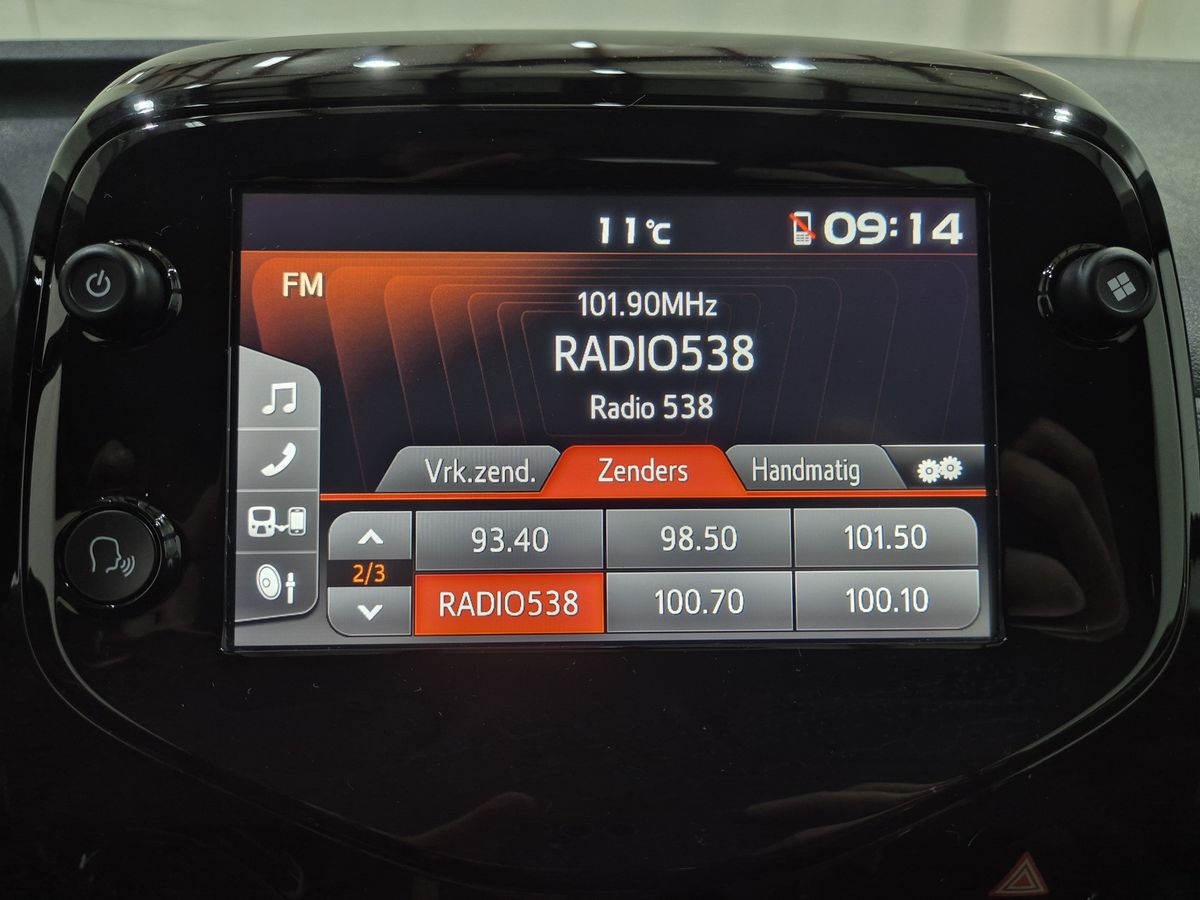 11°C 09:14
FM
101.90MHz
RADIO538
Radio 538
Vrk.zend. Zenders Handmatig
93.40 98.50 101.50
2/3
RADIO538 100.70 100.10